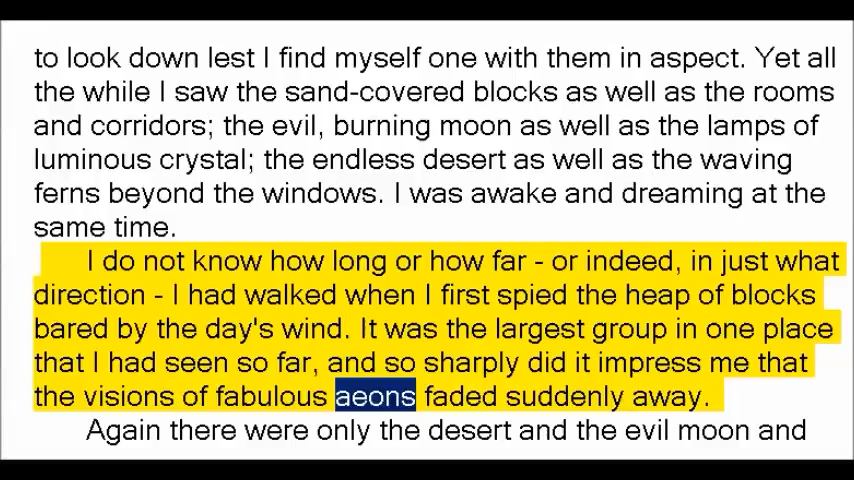 to look down lest I find myself one with them in aspect. Yet all
the while I saw the sand-covered blocks as well as the rooms
and corridors; the evil, burning moon as well as the lamps of
luminous crystal; the endless desert as well as the waving
ferns beyond the windows. I was awake and dreaming at the
same time.
I do not know how long or how far - or indeed, in just what
direction - I had walked when I first spied the heap of blocks
bared by the day's wind. It was the largest group in one place
that I had seen so far, and so sharply did it impress me that
the visions of fabulous aeons faded suddenly away.
Again there were only the desert and the evil moon and